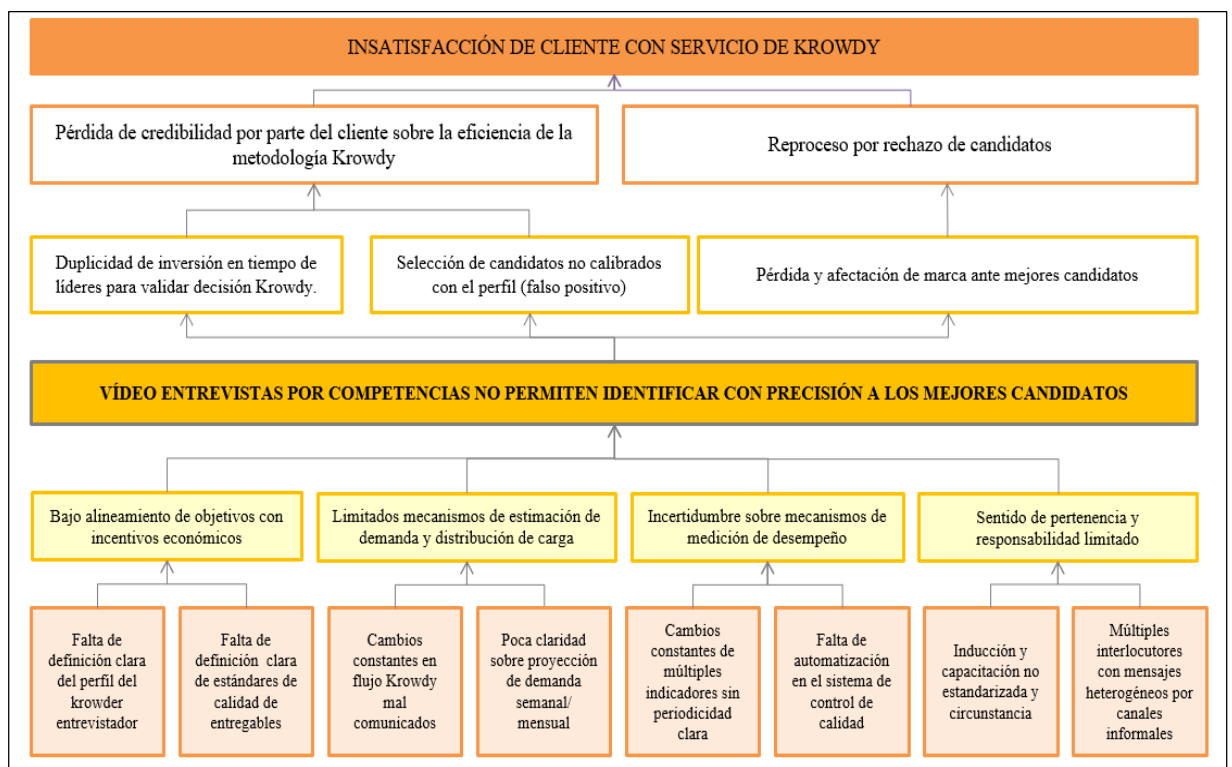 INSATISFACCIÓN DE CLIENTE CON SERVICIO DE KROWDY
Pérdida de credibilidad por parte del cliente sobre la eficiencia de la
metodología Krowdy
Reproceso por rechazo de candidatos
Duplicidad de inversión en tiempo de
líderes para validar decisión Krowdy.
Selección de candidatos no calibrados
con el perfil (falso positivo)
Pérdida y afectación de marca ante mejores candidatos
VÍDEO ENTREVISTAS POR COMPETENCIAS NO PERMITEN IDENTIFICAR CON PRECISIÓN A LOS MEJORES CANDIDATOS
Bajo alineamiento de objetivos con
incentivos económicos
Limitados mecanismos de estimación de
demanda y distribución de carga
Incertidumbre sobre mecanismos de
medición de desempeño
Sentido de pertenencia y
responsabilidad limitado
Falta de
definición clara
del perfil del
krowder
entrevistador
Falta de
definición clara
de estándares de
calidad de
entregables
Cambios
constantes en
flujo Krowdy
mal
comunicados
Poca claridad
sobre proyección
de demanda
semanal/
mensual
Cambios
constantes de
múltiples
indicadores sin
periodicidad
clara
Falta de
automatización
en el sistema de
control de
calidad
Inducción y
capacitación no
estandarizada y
circunstancia
Múltiples
interlocutores
con mensajes
heterogéneos por
canales
informales